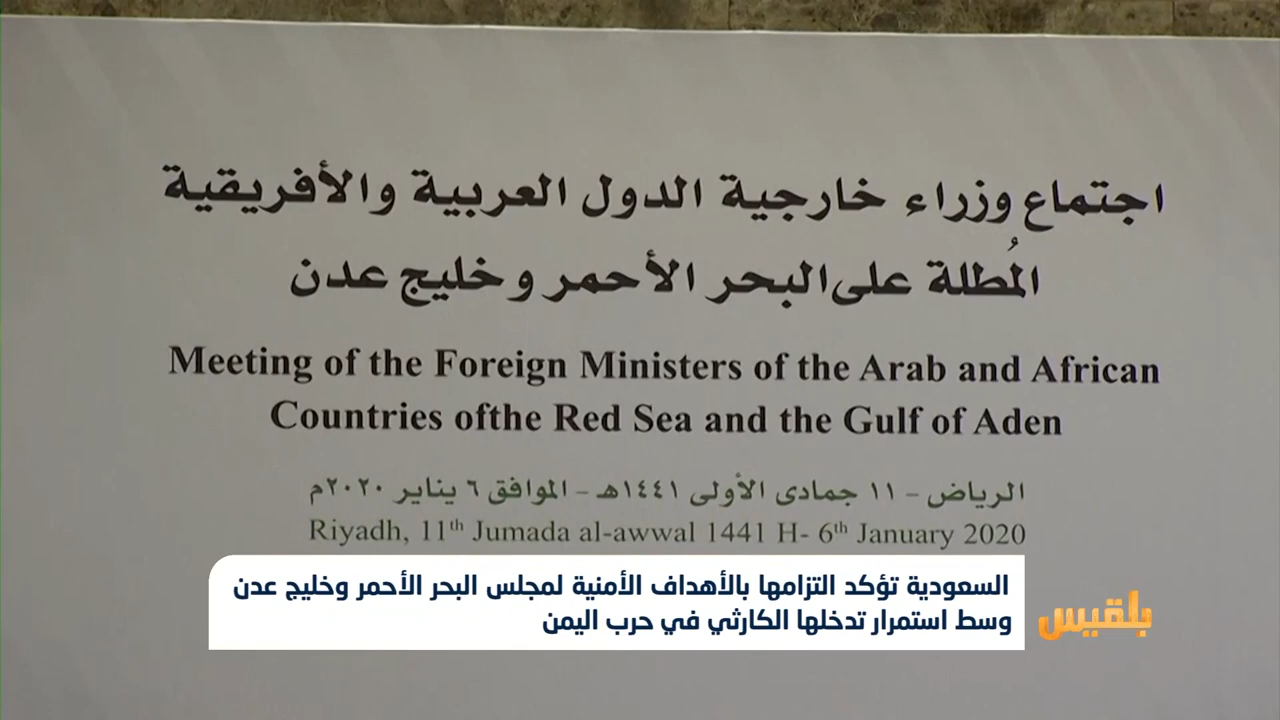 اجتماع وزراء خارجية الدول العربية والأفريقية
المُطلة على البحر الأحمر و خليج عدن
Meeting of the Foreign Ministers of the Arab and African
Countries ofthe Red Sea and the Gulf of Aden
الرياض - ١١ جمادى الأولى ١٤٤١هـ - الموافق ٦ يناير ٢٠٢٠م
Riyadh, 11th Jumada al-awwal 1441 H- 6th January 2020
السعودية تؤكد التزامها بالأهداف الأمنية لمجلس البحر الأحمر وخليج عدن
وسط استمرار تدخلها الكارثي في حرب اليمن
بلقيس